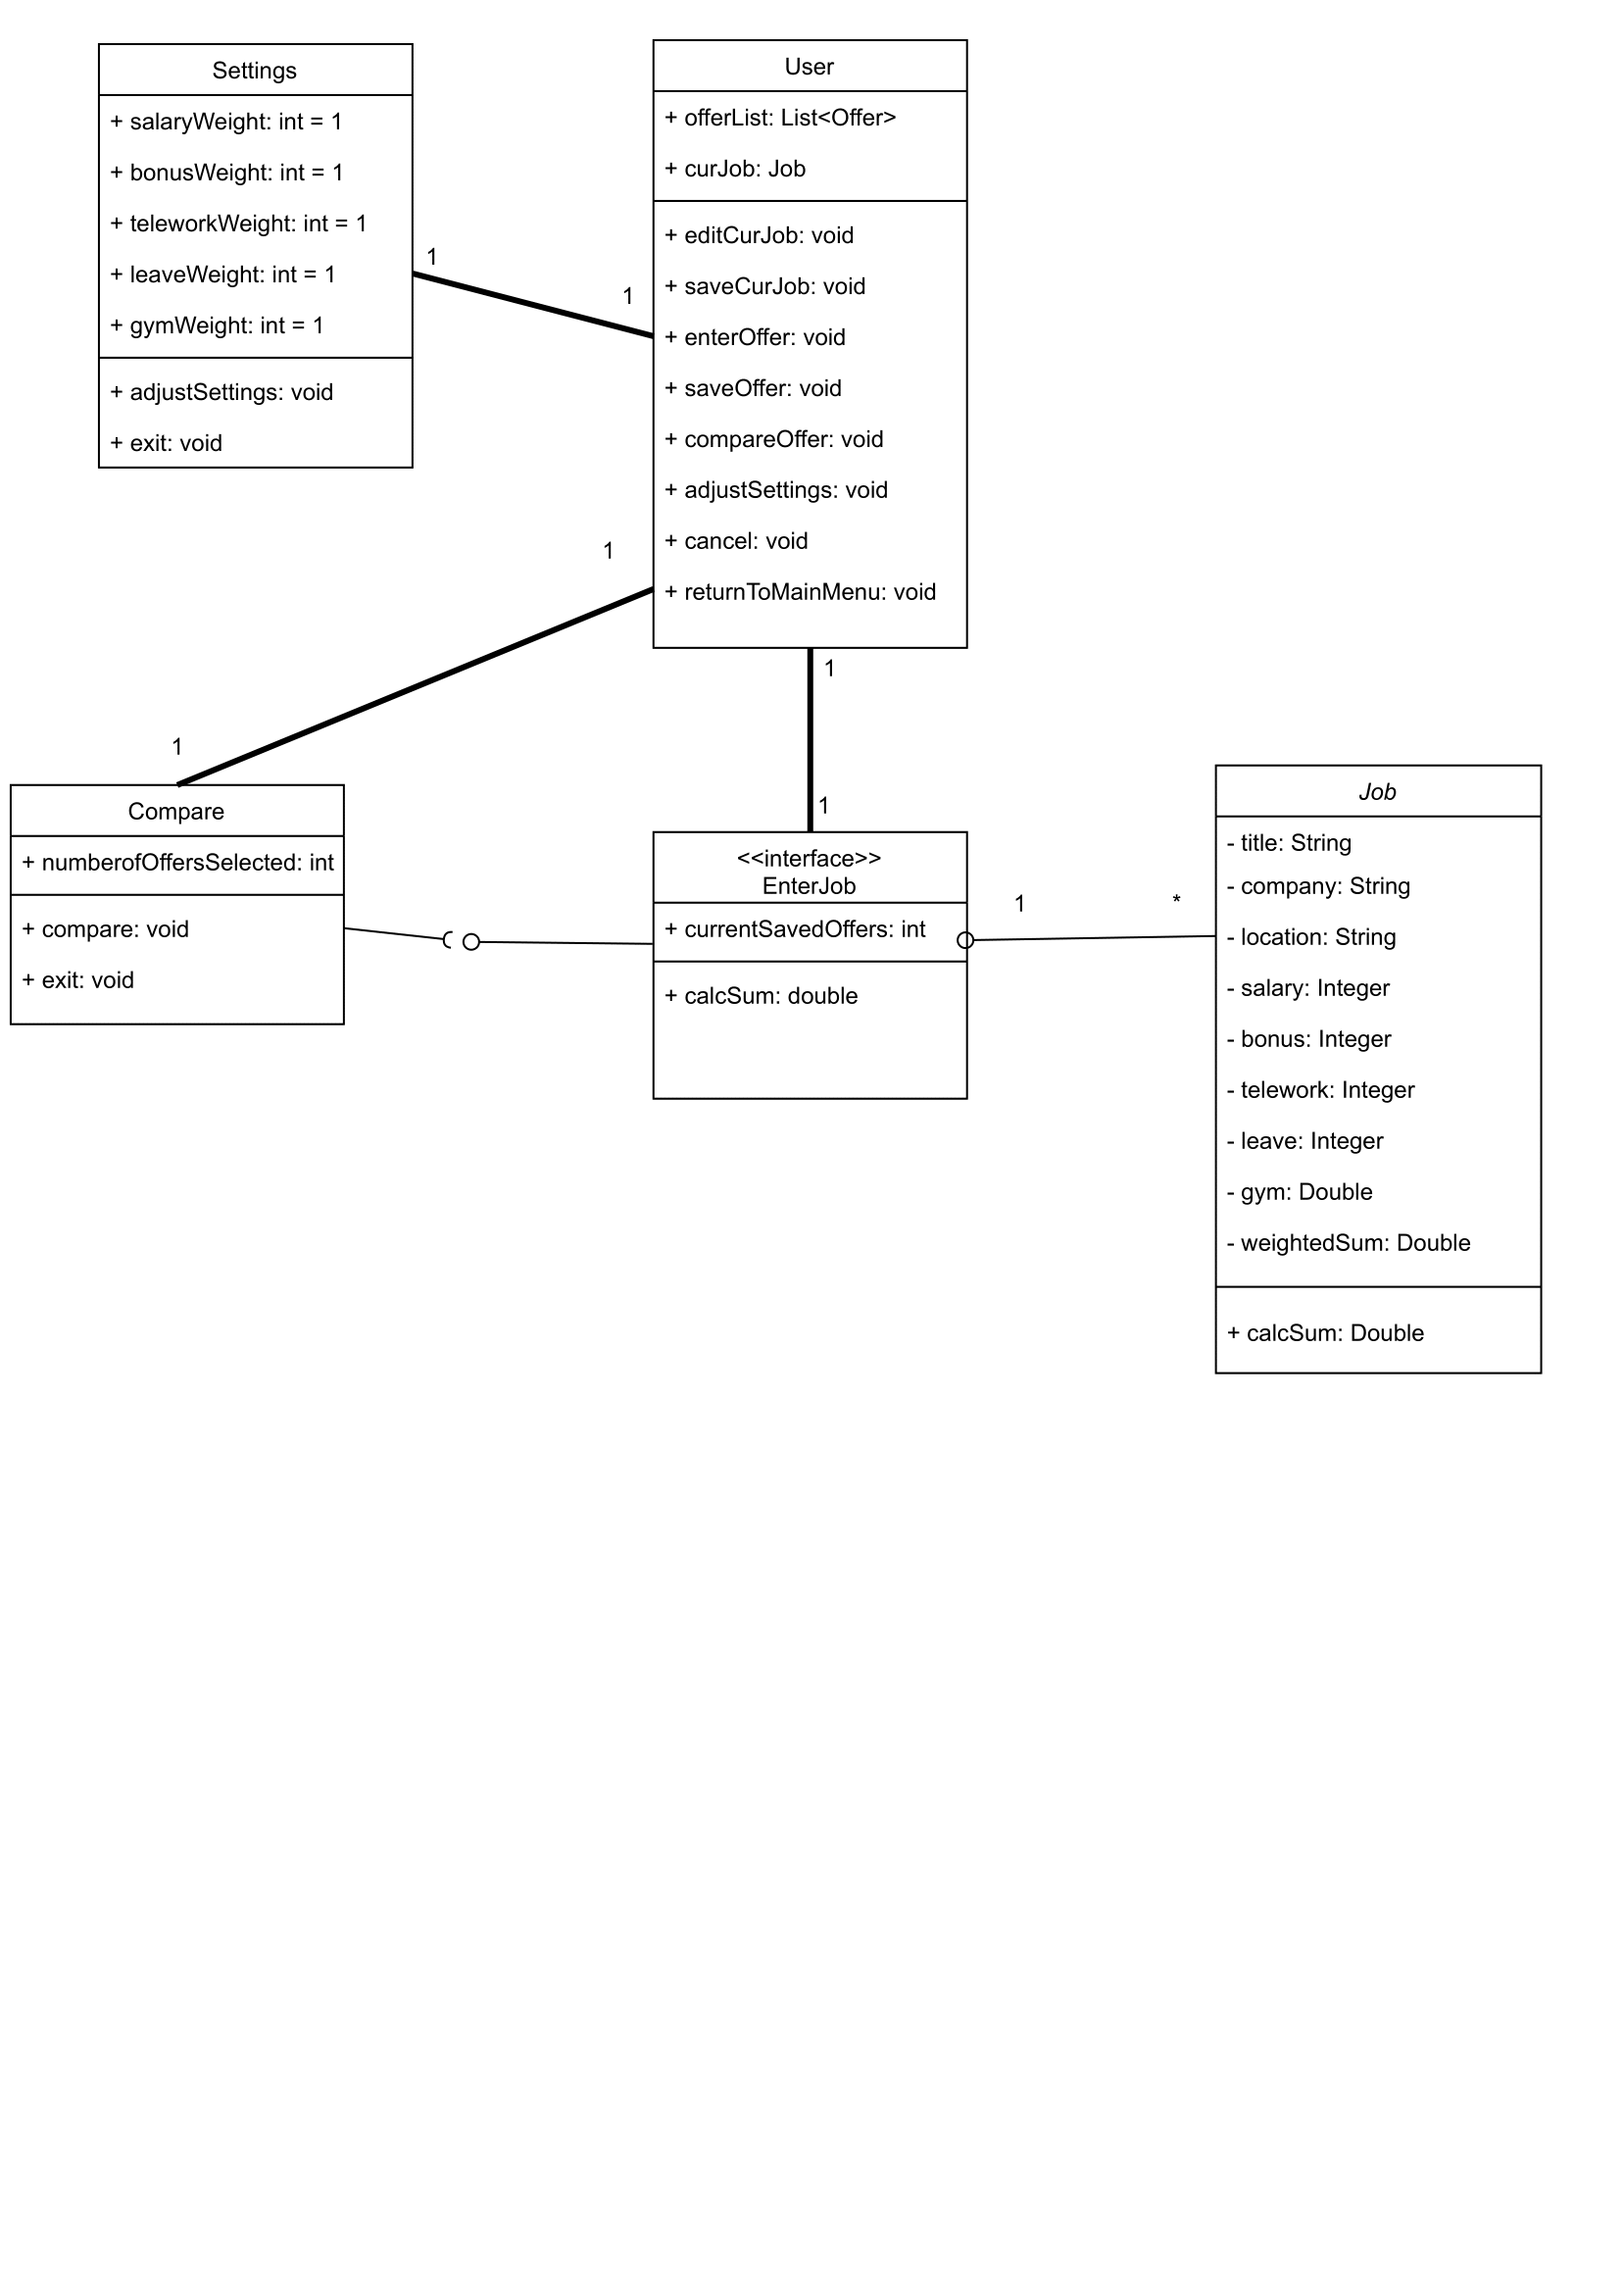 Settings
+ salaryWeight: int = 1
+ bonusWeight: int = 1
+ teleworkWeight: int = 1
+ leaveWeight: int = 1
+ gymWeight: int = 1
+ adjustSettings: void
+ exit: void
User
+ offerList: List<Offer>
+ curJob: Job
+ editCurJob: void
+ saveCurJob: void
+ enterOffer: void
+ saveOffer: void
+ compareOffer: void
+ adjustSettings: void
+ cancel: void
+ returnToMainMenu: void
1
1
1
1
1
1
Compare
+ numberofOffersSelected: int
+ compare: void
+ exit: void
<<interface>>
EnterJob
+ currentSavedOffers: int
+ calcSum: double
1
*
Job
- title: String
- company: String
- location: String
- salary: Integer
- bonus: Integer
- telework: Integer
- leave: Integer
- gym: Double
- weightedSum: Double
+ calcSum: Double